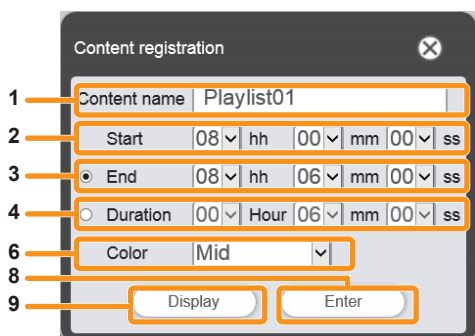 Content registration
1 Content name Playlist01
2 Start 08 hh 00 mm 00 ss
3 End 08 hh 06 mm 00 ss
4 Duration 00 Hour 06 mm 00 ss
6 Color Mid
8
9 Display Enter